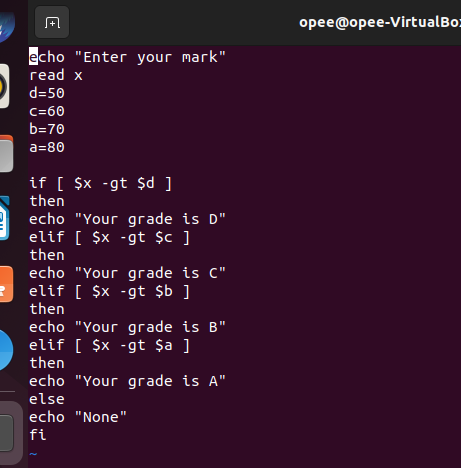 opee@opee-VirtualBo
echo "Enter your mark"
read x
d=50
c=60
b=70
a=80
if [ $x -gt $d ]
then
echo "Your grade is D"
elif [ $x -gt $c ]
then
echo "Your grade is C"
elif [ $x -gt $b ]
then
echo "Your grade is B"
elif [ $x -gt $a ]
then
echo "Your grade is A"
else
echo "None"
fi
~